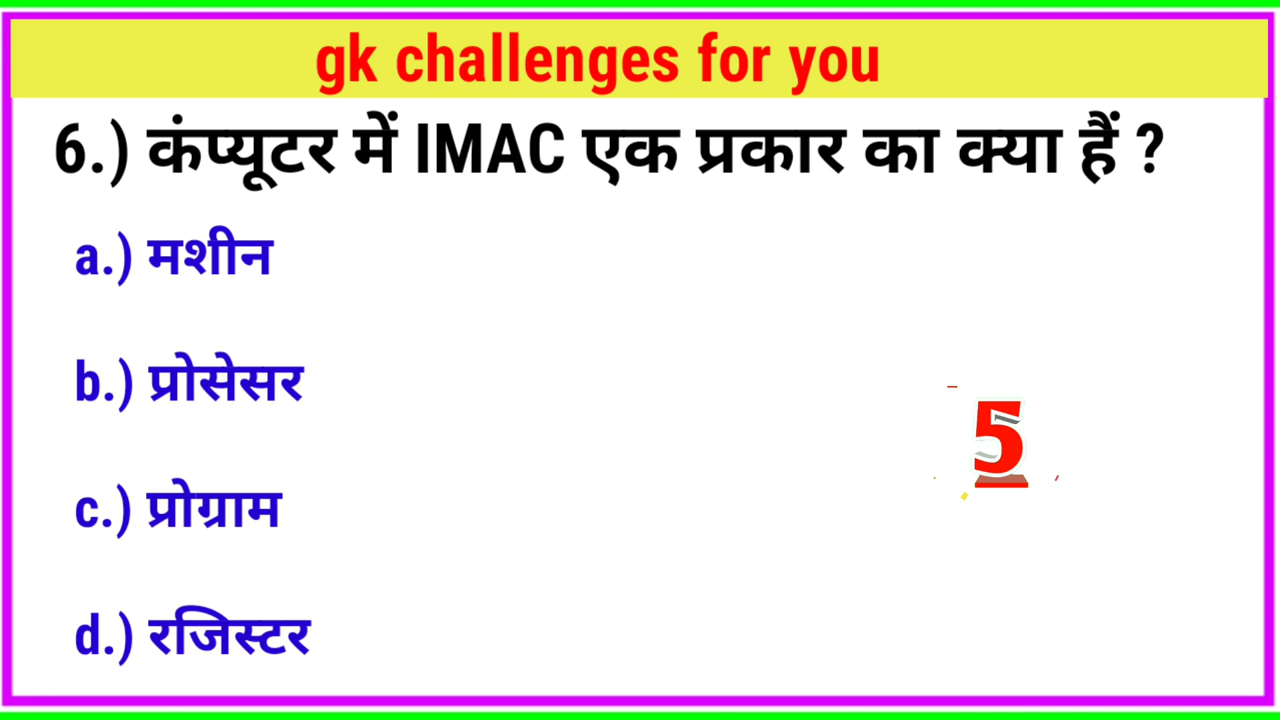 gk challenges for you
6.) कंप्यूटर में IMAC एक प्रकार का क्या हैं ?
a.) मशीन
b.) प्रोसेसर
5
c.) प्रोग्राम
d.) रजिस्टर